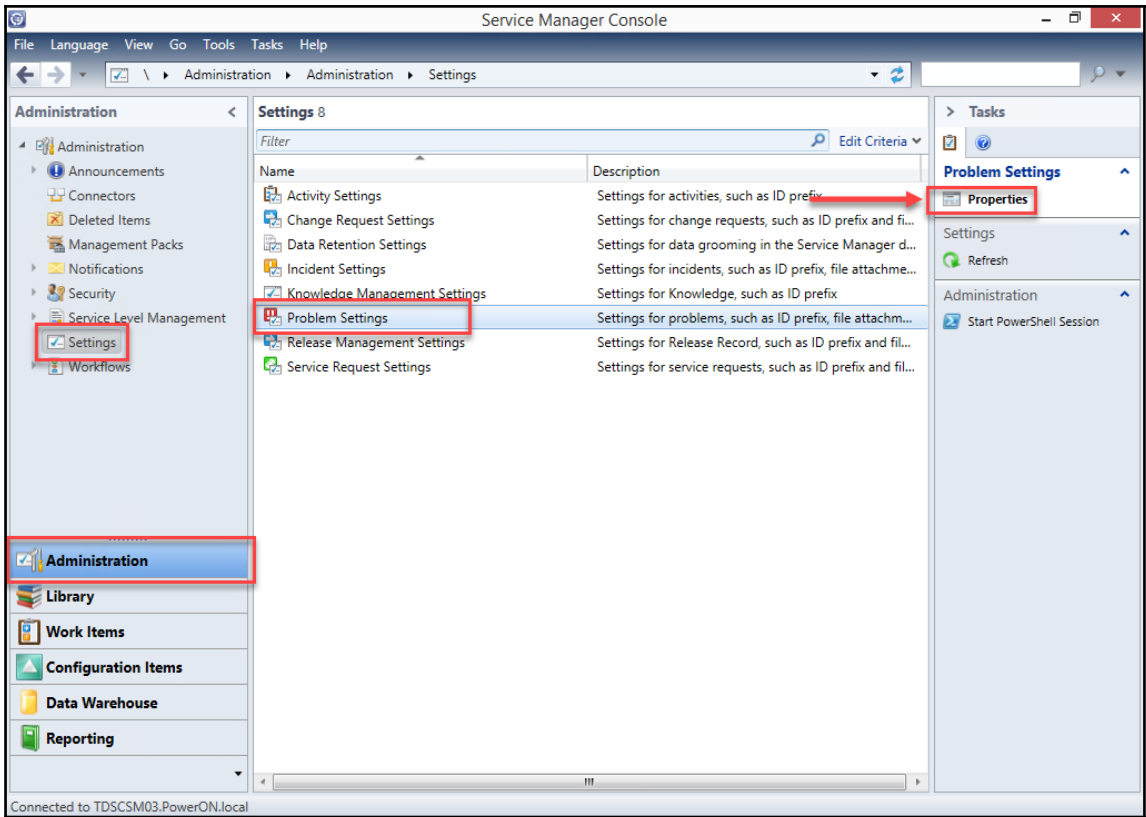 Service Manager Console
File Language View Go Tools Tasks Help
\ Administration Administration Settings
Administration
Administration
Announcements
Connectors
Deleted Items
Management Packs
Notifications
Security
Service Level Management
Settings
Workflows
Administration
Library
Work Items
Configuration Items
Data Warehouse
Reporting
Settings 8
Filter Edit Criteria
Name Description
Activity Settings Settings for activities, such as ID prefix
Change Request Settings Settings for change requests, such as ID prefix and fi...
Data Retention Settings Settings for data grooming in the Service Manager d...
Incident Settings Settings for incidents, such as ID prefix, file attachme...
Knowledge Management Settings Settings for Knowledge, such as ID prefix
Problem Settings Settings for problems, such as ID prefix, file attachm...
Release Management Settings Settings for Release Record, such as ID prefix and fil...
Service Request Settings Settings for service requests, such as ID prefix and fil...
Tasks
Problem Settings
Properties
Settings
Refresh
Administration
Start PowerShell Session
Connected to TDSCSM03.PowerON.local